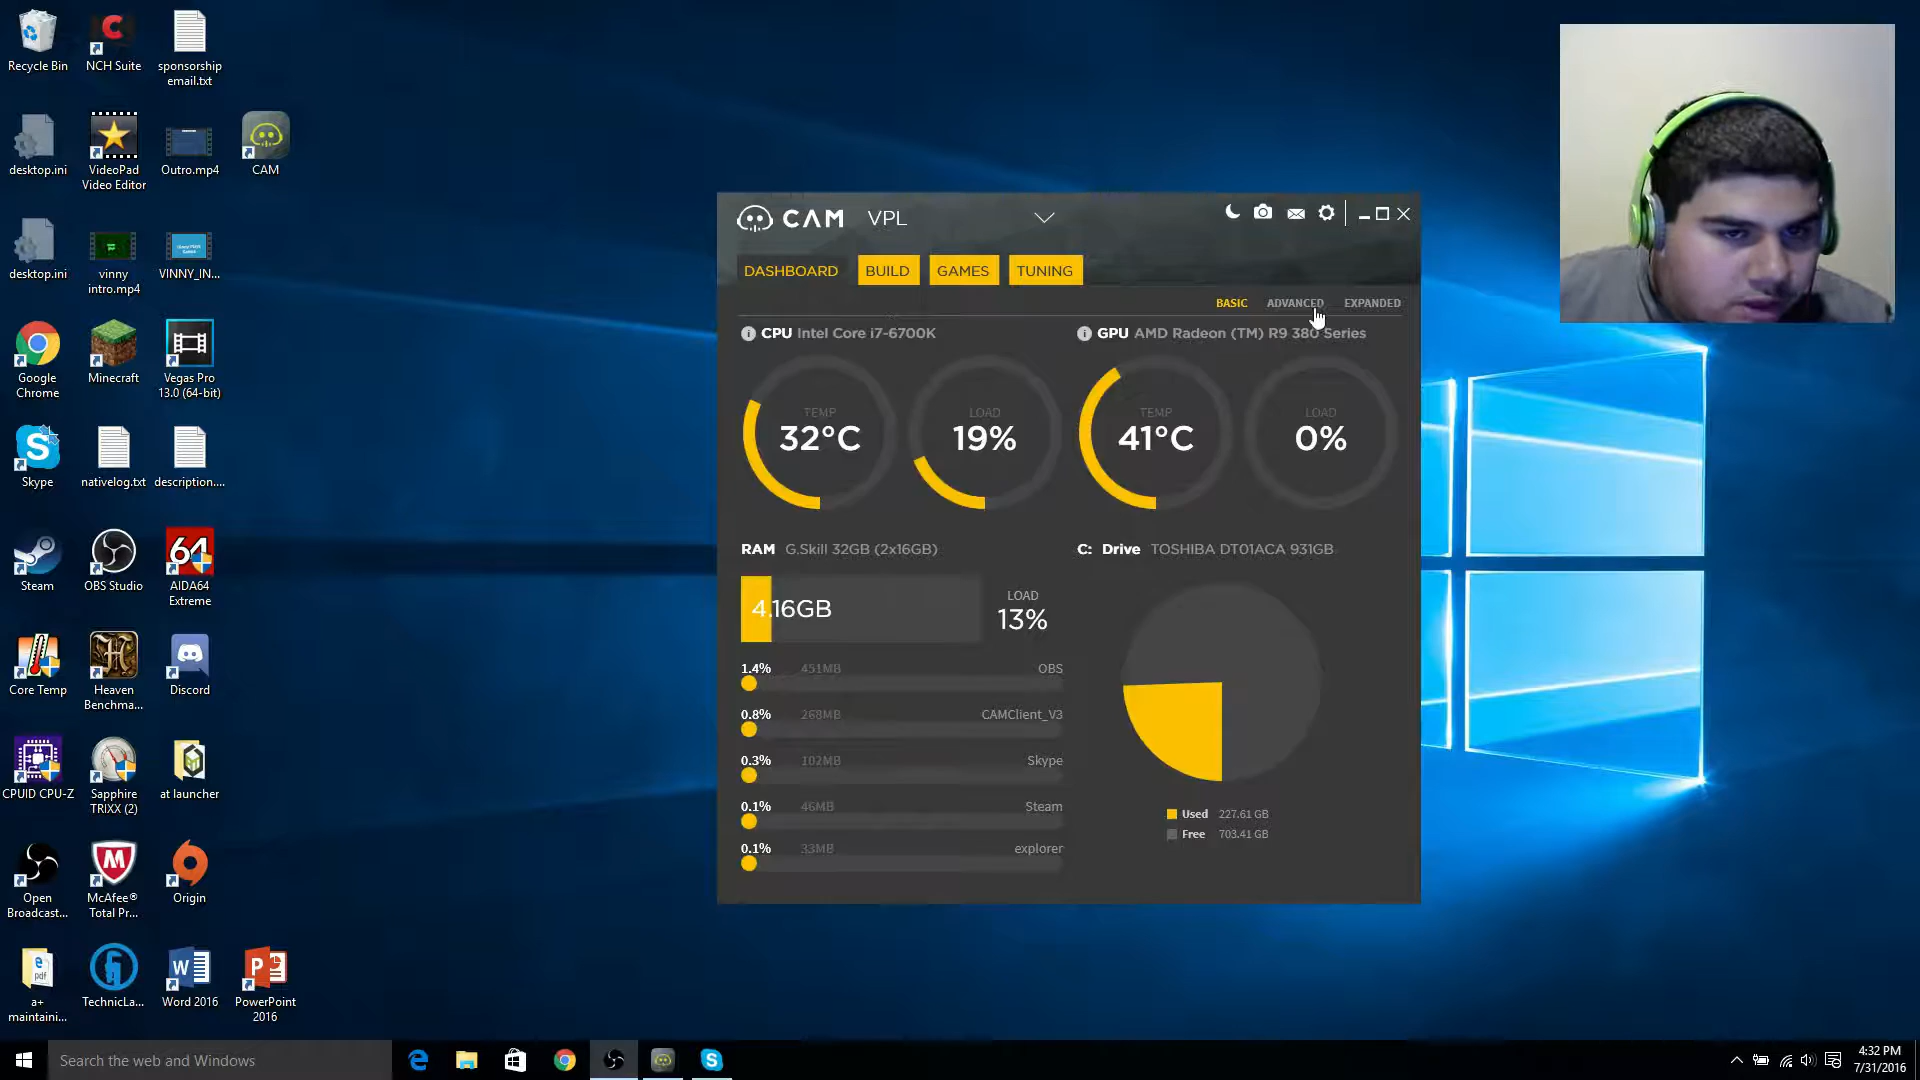 Recycle Bin
NCH Suite
sponsorship
email.txt
desktop.ini
VideoPad
Video Editor
Outro.mp4
CAM
desktop.ini
vinny
intro.mp4
VINNY_IN...
Google
Chrome
Minecraft
Vegas Pro
13.0 (64-bit)
Skype
nativelog.txt
description....
Steam
OBS Studio
64
AIDA64
Extreme
Core Temp
Heaven
Benchma...
Discord
CPUID CPU-Z
Sapphire
TRIXX (2)
at launcher
Open
Broadcast...
McAfee®
Total Pr...
Origin
a+
maintaini...
TechnicLa...
Word 2016
PowerPoint
2016
CAM VPL
DASHBOARD BUILD GAMES TUNING
BASIC ADVANCED EXPANDED
CPU Intel Core i7-6700K
GPU AMD Radeon (TM) R9 380 Series
TEMP
32°C
LOAD
19%
TEMP
41°C
LOAD
0%
RAM G.Skill 32GB (2x16GB)
4.16GB
LOAD
13%
1.4% 451MB OBS
0.8% 268MB CAMClient_V3
0.3% 102MB Skype
0.1% 46MB Steam
0.1% 33MB explorer
C: Drive TOSHIBA DT01ACA 931GB
Used 227.61 GB
Free 703.41 GB
Search the web and Windows
4:32 PM
7/31/2016